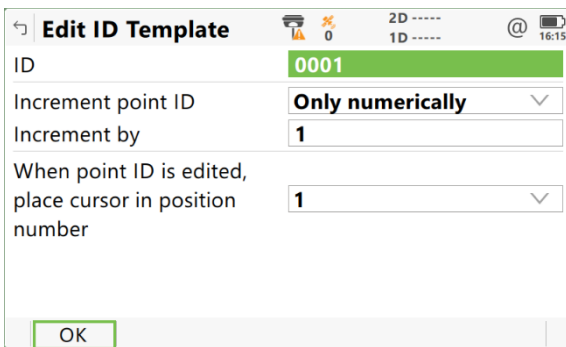 Edit ID Template 0 2D ----- 1D ----- @ 16:15
ID 0001
Increment point ID Only numerically
Increment by 1
When point ID is edited,
place cursor in position 1
number
OK